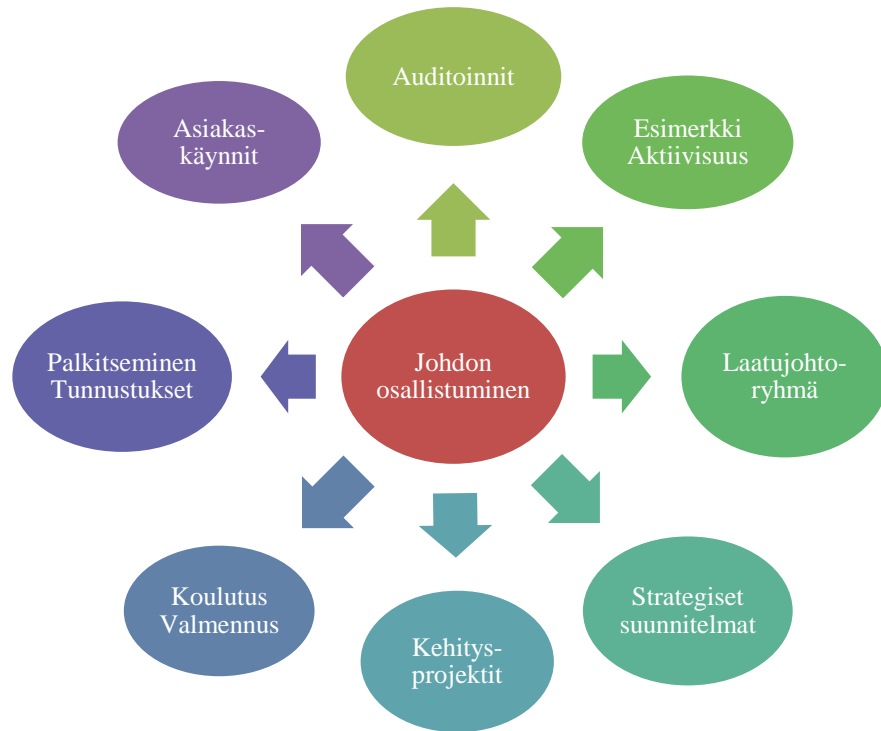 Auditoinnit
Esimerkki
Aktiivisuus
Laatujohto-
ryhmä
Strategiset
suunnitelmat
Kehitys-
projektit
Koulutus
Valmennus
Palkitseminen
Tunnustukset
Asiakas-
käynnit
Johdon
osallistuminen